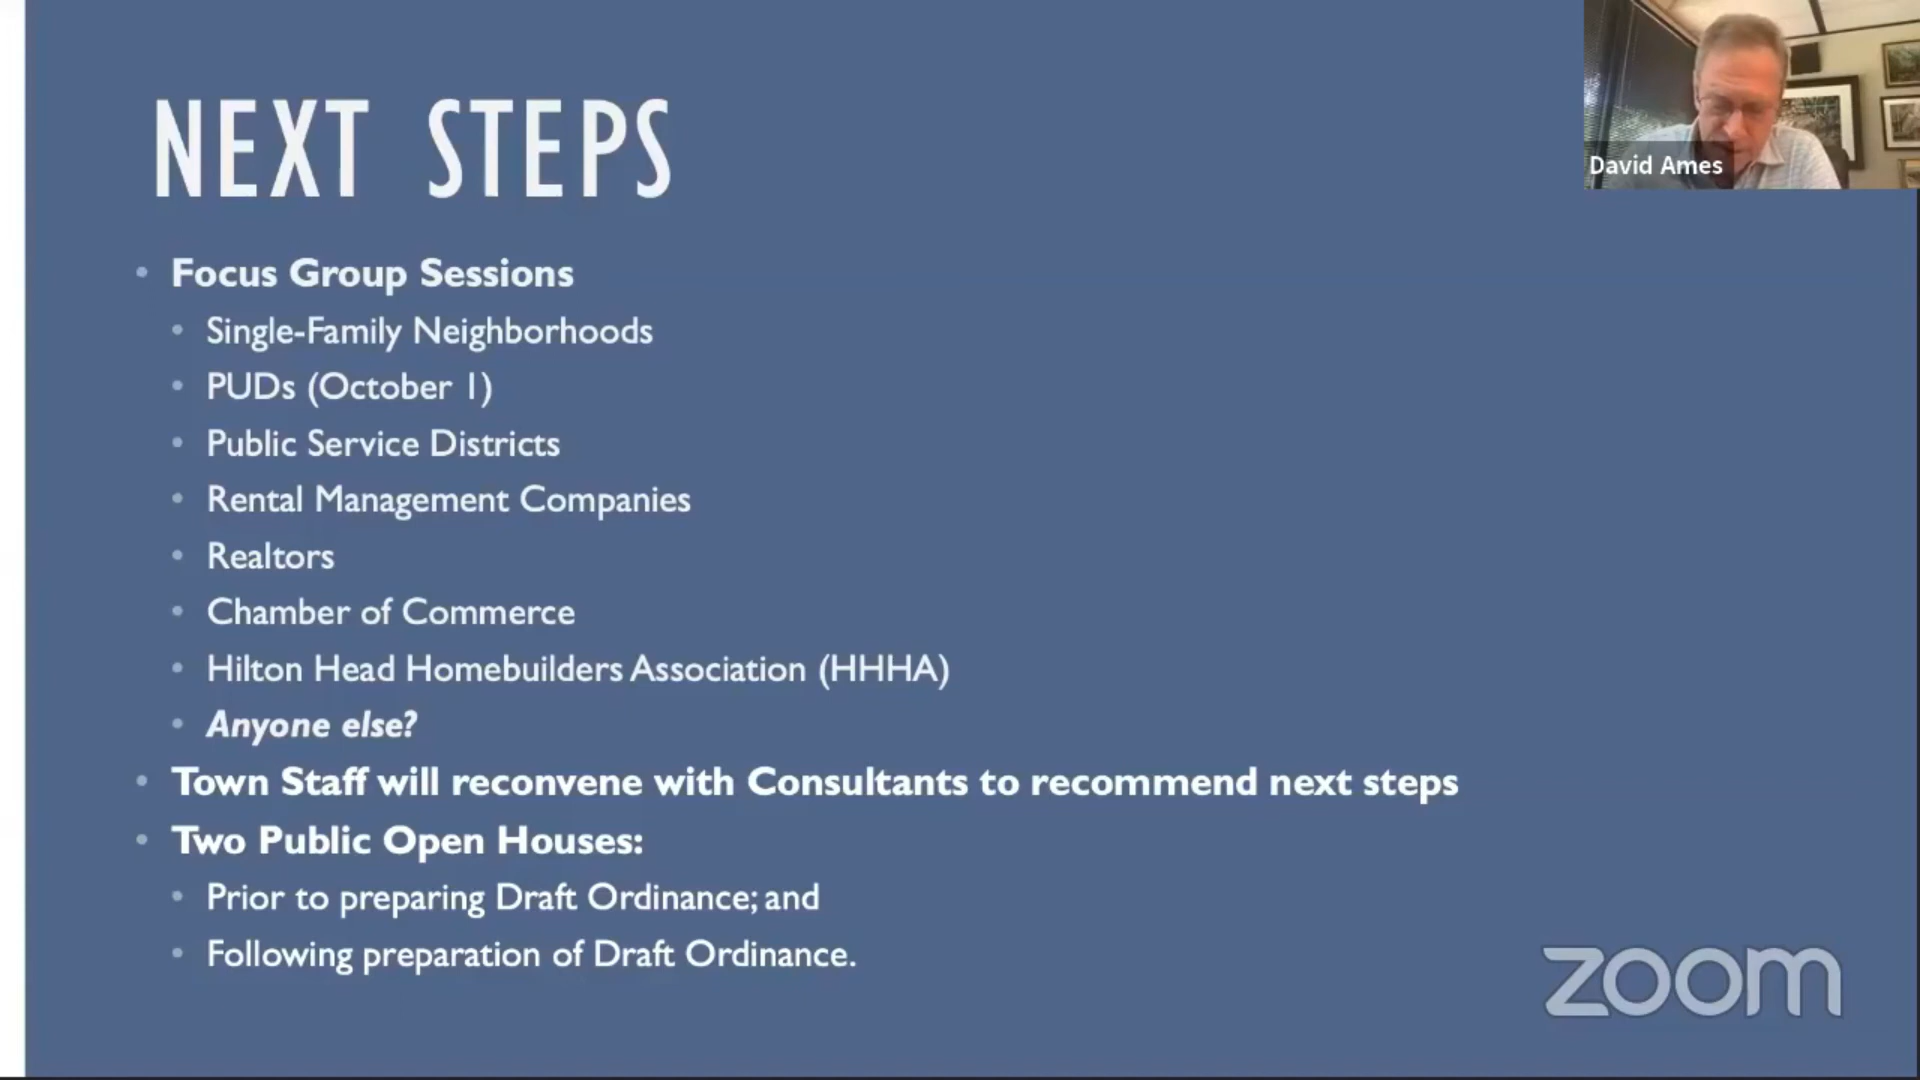 NEXT STEPS
David Ames
• Focus Group Sessions
• Single-Family Neighborhoods
• PUDs (October 1)
• Public Service Districts
• Rental Management Companies
• Realtors
• Chamber of Commerce
• Hilton Head Homebuilders Association (HHHA)
• Anyone else?
• Town Staff will reconvene with Consultants to recommend next steps
• Two Public Open Houses:
• Prior to preparing Draft Ordinance; and
• Following preparation of Draft Ordinance.
zoom